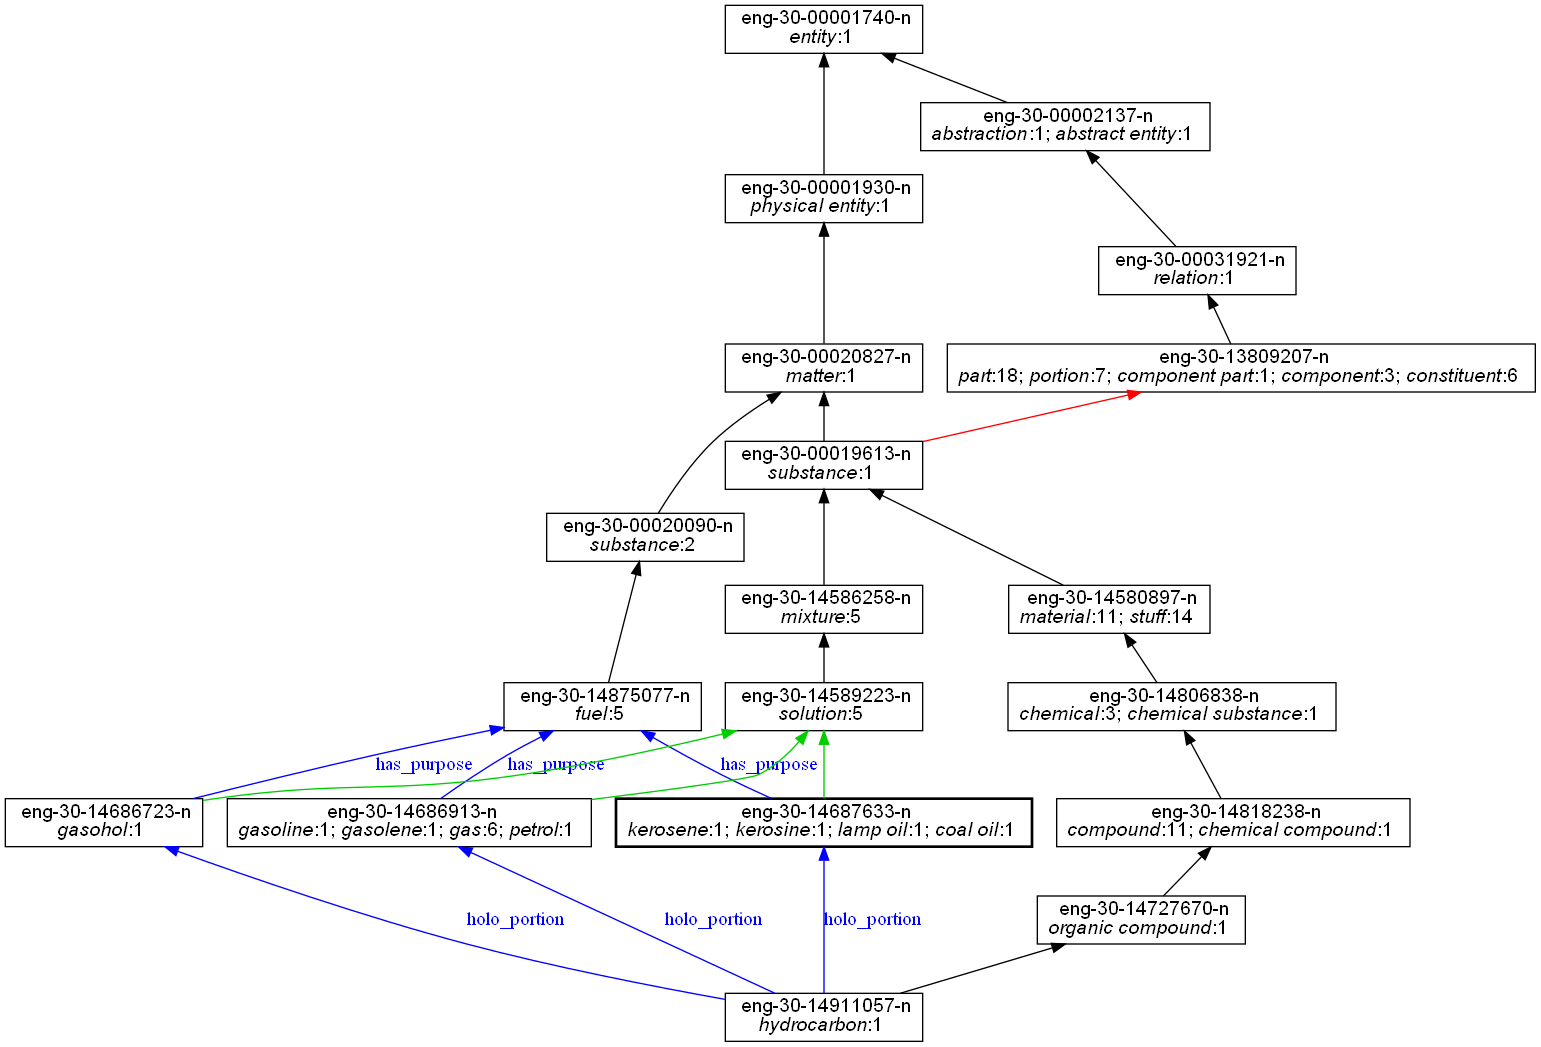 eng-30-00001740-n
entity:1
eng-30-00002137-n
abstraction:1; abstract entity:1
eng-30-00001930-n
physical entity:1
eng-30-00031921-n
relation:1
eng-30-00020827-n
matter:1
eng-30-13809207-n
part:18; portion:7; component part:1; component:3; constituent:6
eng-30-00019613-n
substance:1
eng-30-00020090-n
substance:2
eng-30-14586258-n
mixture:5
eng-30-14580897-n
material:11; stuff:14
eng-30-14875077-n
fuel:5
eng-30-14589223-n
solution:5
eng-30-14806838-n
chemical:3; chemical substance:1
has_purpose
has_purpose
has_purpose
eng-30-14686723-n
gasohol:1
eng-30-14686913-n
gasoline:1; gasolene:1; gas:6; petrol:1
eng-30-14687633-n
kerosene:1; kerosine:1; lamp oil:1; coal oil:1
eng-30-14818238-n
compound:11; chemical compound:1
holo_portion
holo_portion
holo_portion
eng-30-14727670-n
organic compound:1
eng-30-14911057-n
hydrocarbon:1